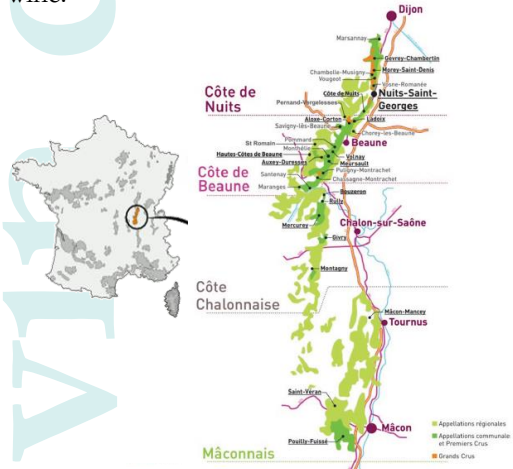 wine.
Dijon
Marsannay
Gevrey-Chambertin
Morey-Saint-Denis
Chambolle-Musigny
Vougeot
Vosne-Romanée
Côte de
Nuits
Côte de Nuits
Nuits-Saint-
Georges
Pernand-Vergelesses
Aloxe-Corton
Ladoix
Savigny-lès-Beaune
Chorey-les-Beaune
Pommard
Beaune
St Romain
Monthélie
Hautes-Côtes de Beaune
Volnay
Auxey-Duresses
Meursault
Côte de
Beaune
Santenay
Puligny-Montrachet
Chassagne-Montrachet
Maranges
Bouzeron
Rully
Mercurey
Chalon-sur-Saône
Givry
Côte
Chalonnaise
Montagny
Mâcon-Mancey
Tournus
Saint-Véran
Mâcon
Pouilly-Fuissé
Mâconnais
Appellations régionales
Appellations communales
et Premiers Crus
Grands Crus